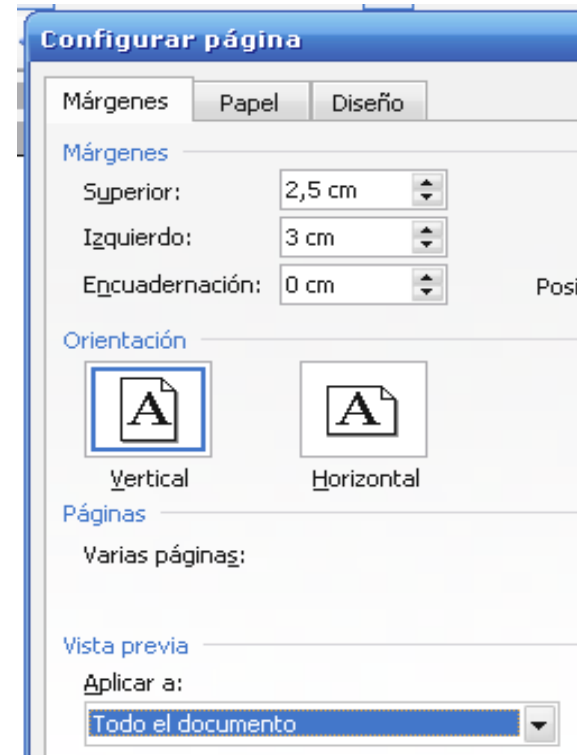 Configurar página
Márgenes Papel Diseño
Márgenes
Superior: 2,5 cm
Izquierdo: 3 cm
Encuadernación: 0 cm Posi
Orientación
A A
Vertical Horizontal
Páginas
Varias páginas:
Vista previa
Aplicar a:
Todo el documento